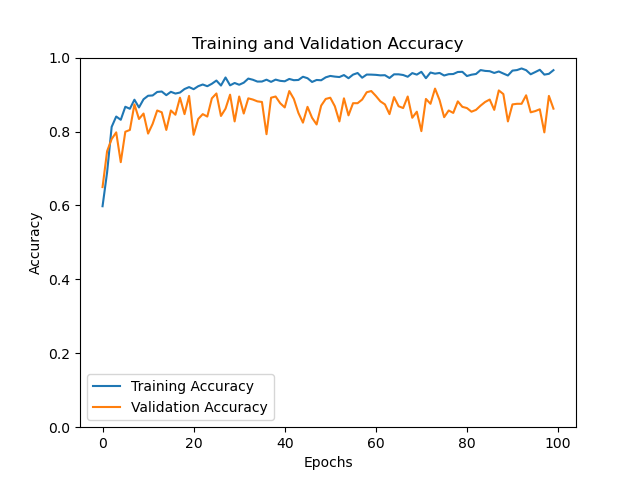 Training and Validation Accuracy
1.0
0.8
0.6
0.4
0.2
0.0
Accuracy
Training Accuracy
Validation Accuracy
0 20 40 60 80 100
Epochs